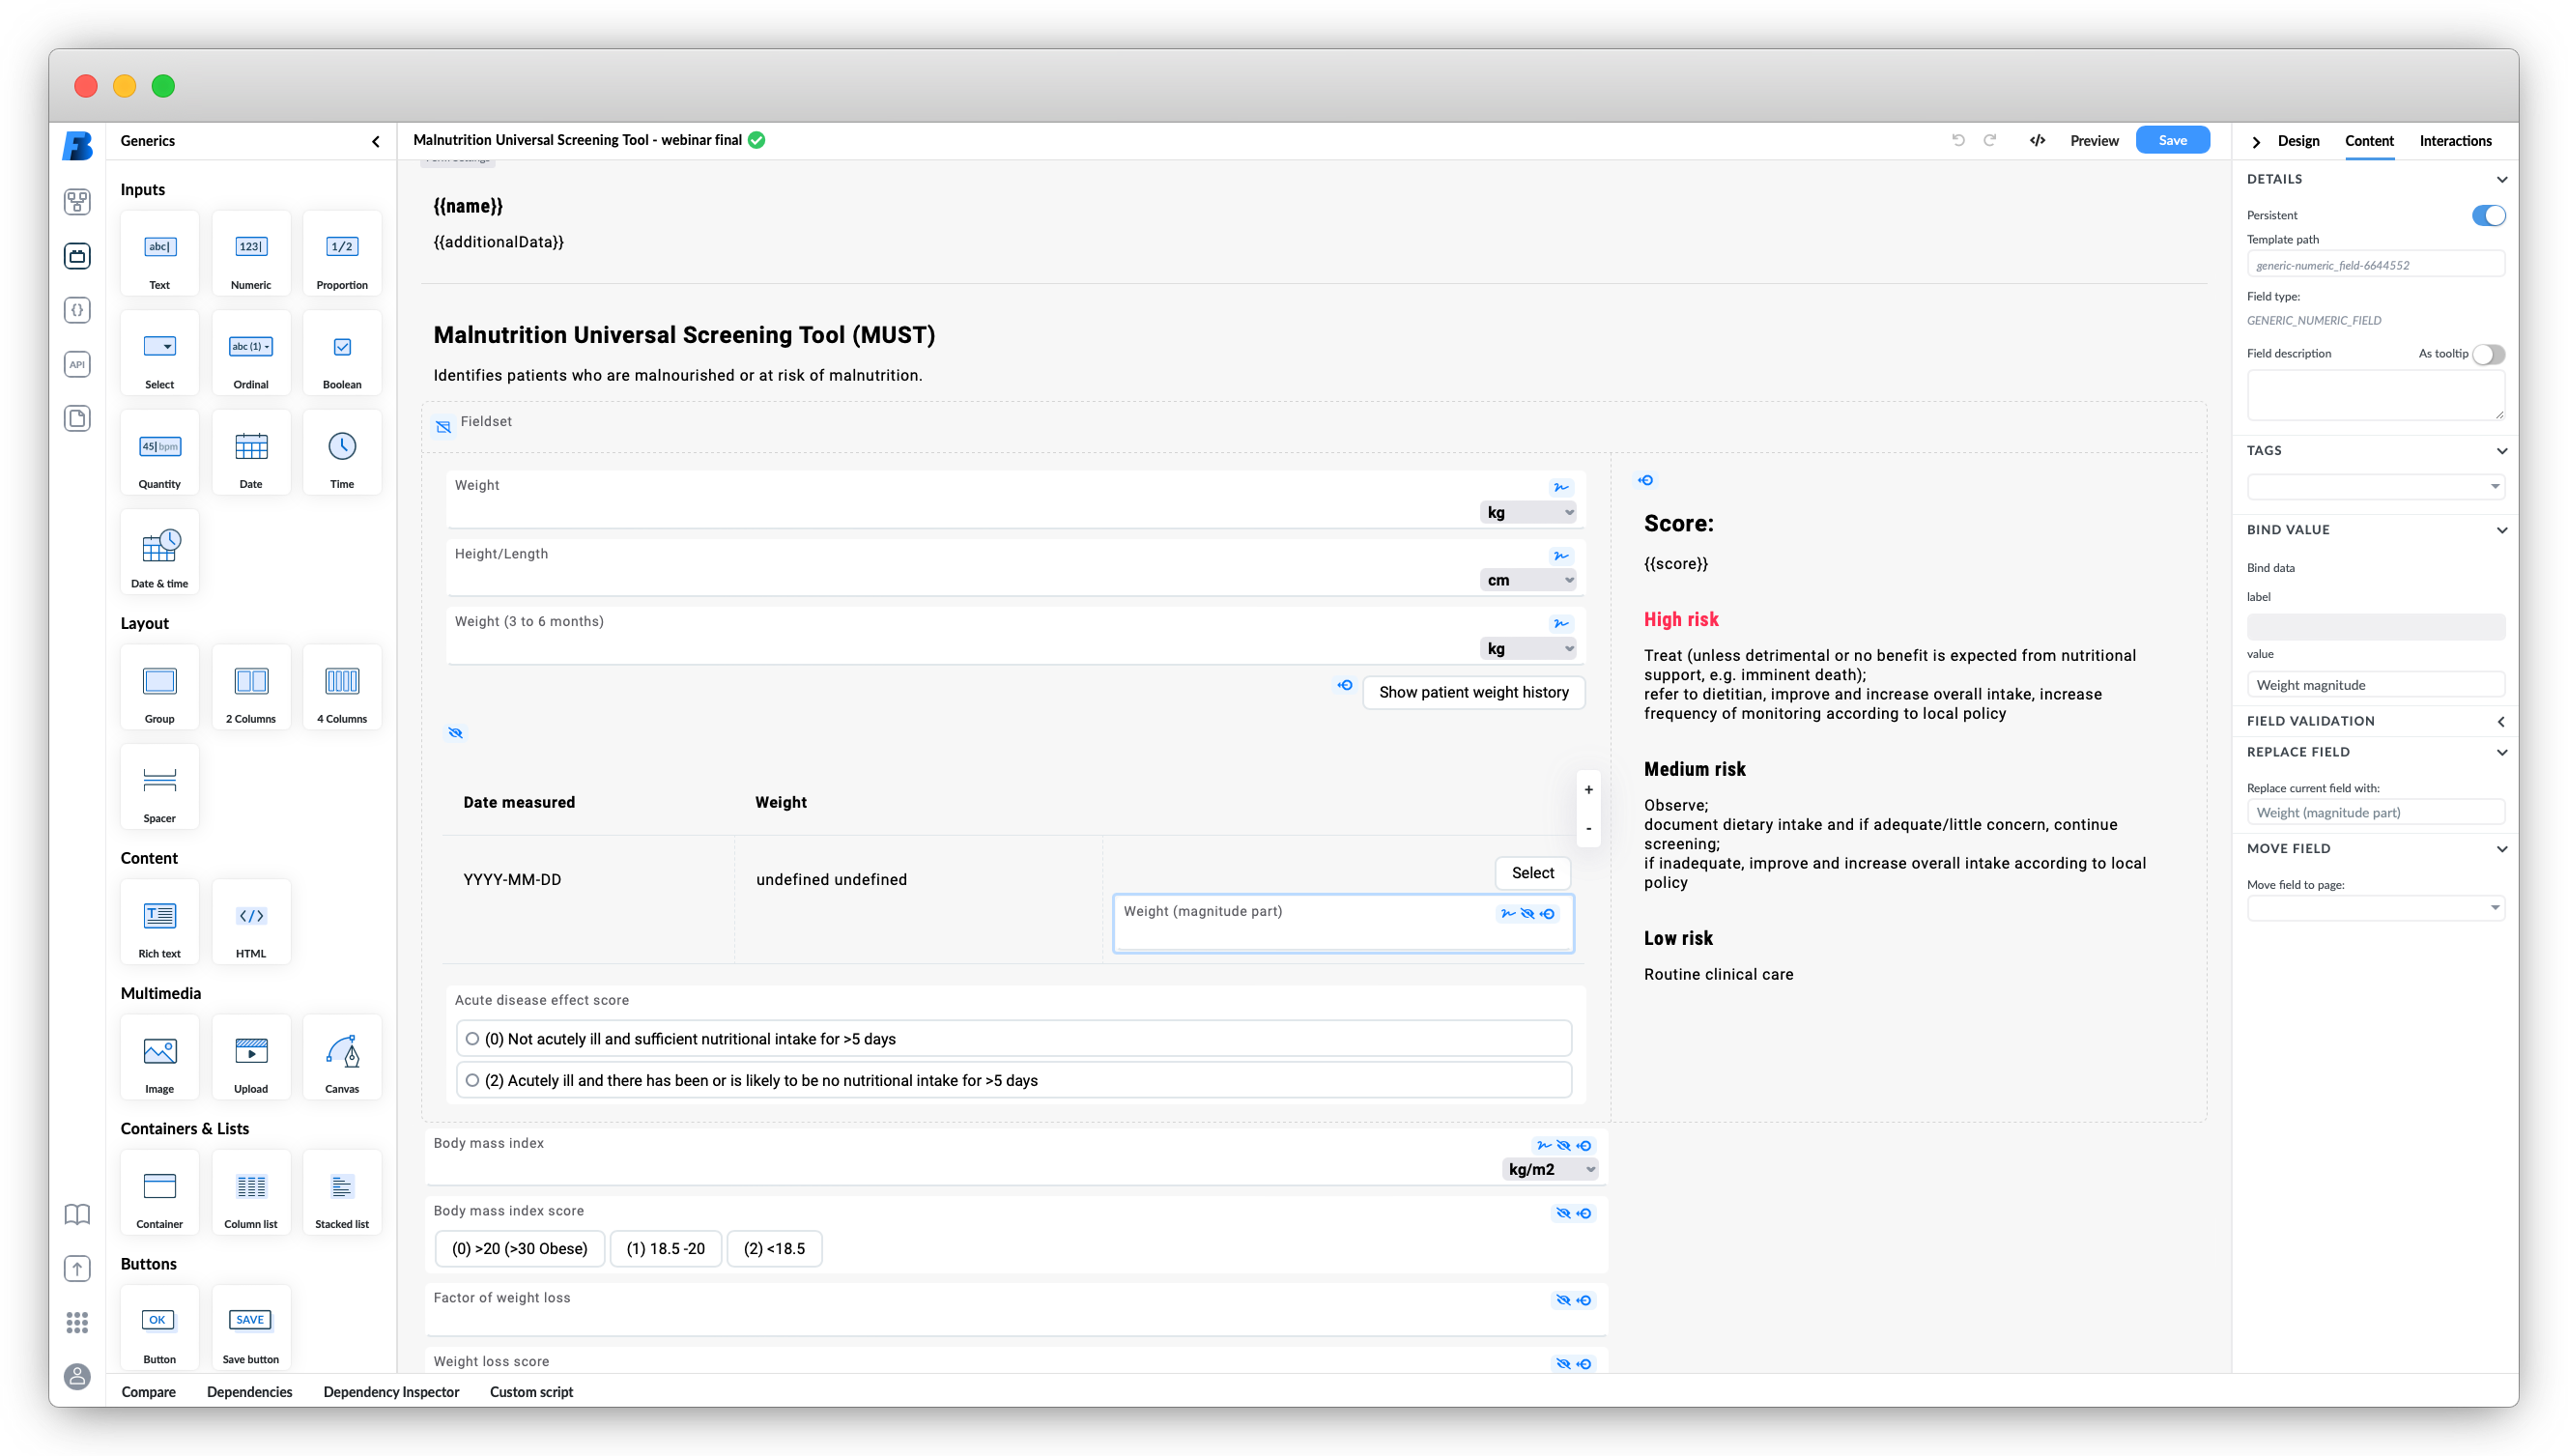 Generics
Malnutrition Universal Screening Tool - webinar final
Preview
Save
Design
Content
Interactions
Inputs
abc|
123|
1/2
Text
Numeric
Proportion
abc (1)
Select
Ordinal
Boolean
45|bpm
Quantity
Date
Time
Date & time
Layout
Group
2 Columns
4 Columns
Spacer
Content
Rich text
HTML
Multimedia
Image
Upload
Canvas
Containers & Lists
Container
Column list
Stacked list
Buttons
OK
SAVE
Button
Save button
API
{{name}}
{{additionalData}}
Malnutrition Universal Screening Tool (MUST)
Identifies patients who are malnourished or at risk of malnutrition.
Fieldset
Weight
kg
Height/Length
cm
Weight (3 to 6 months)
kg
Show patient weight history
Date measured
Weight
+
-
YYYY-MM-DD
undefined undefined
Select
Weight (magnitude part)
Acute disease effect score
(0) Not acutely ill and sufficient nutritional intake for >5 days
(2) Acutely ill and there has been or is likely to be no nutritional intake for >5 days
Body mass index
kg/m2
Body mass index score
(0) >20 (>30 Obese)
(1) 18.5 -20
(2) <18.5
Factor of weight loss
Weight loss score
Score:
{{score}}
High risk
Treat (unless detrimental or no benefit is expected from nutritional
support, e.g. imminent death);
refer to dietitian, improve and increase overall intake, increase
frequency of monitoring according to local policy
Medium risk
Observe;
document dietary intake and if adequate/little concern, continue
screening;
if inadequate, improve and increase overall intake according to local
policy
Low risk
Routine clinical care
DETAILS
Persistent
Template path
generic-numeric_field-6644552
Field type:
GENERIC_NUMERIC_FIELD
Field description
As tooltip
TAGS
BIND VALUE
Bind data
label
value
Weight magnitude
FIELD VALIDATION
REPLACE FIELD
Replace current field with:
Weight (magnitude part)
MOVE FIELD
Move field to page:
Compare
Dependencies
Dependency Inspector
Custom script